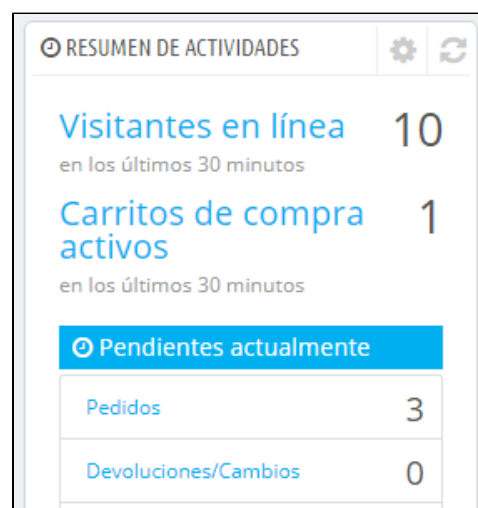 RESUMEN DE ACTIVIDADES
Visitantes en línea 10
en los últimos 30 minutos
Carritos de compra 1
activos
en los últimos 30 minutos
Pendientes actualmente
Pedidos 3
Devoluciones/Cambios 0